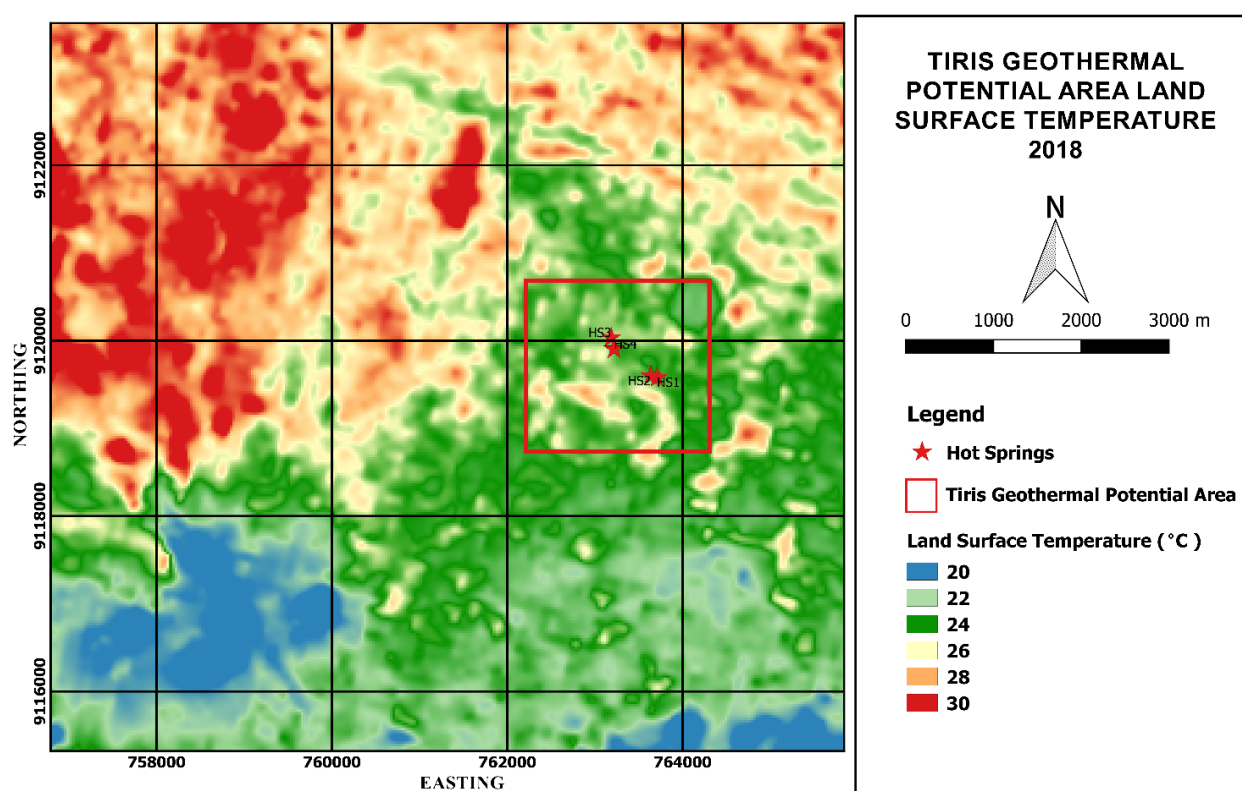 TIRIS GEOTHERMAL
POTENTIAL AREA LAND
SURFACE TEMPERATURE
2018
N
0 1000 2000 3000 m
Legend
Hot Springs
Tiris Geothermal Potential Area
Land Surface Temperature ( °C )
20
22
24
26
28
30
9122000
9120000
9118000
9116000
NORTHING
HS3
HS4
HS2
HS1
758000 760000 762000 764000
EASTING